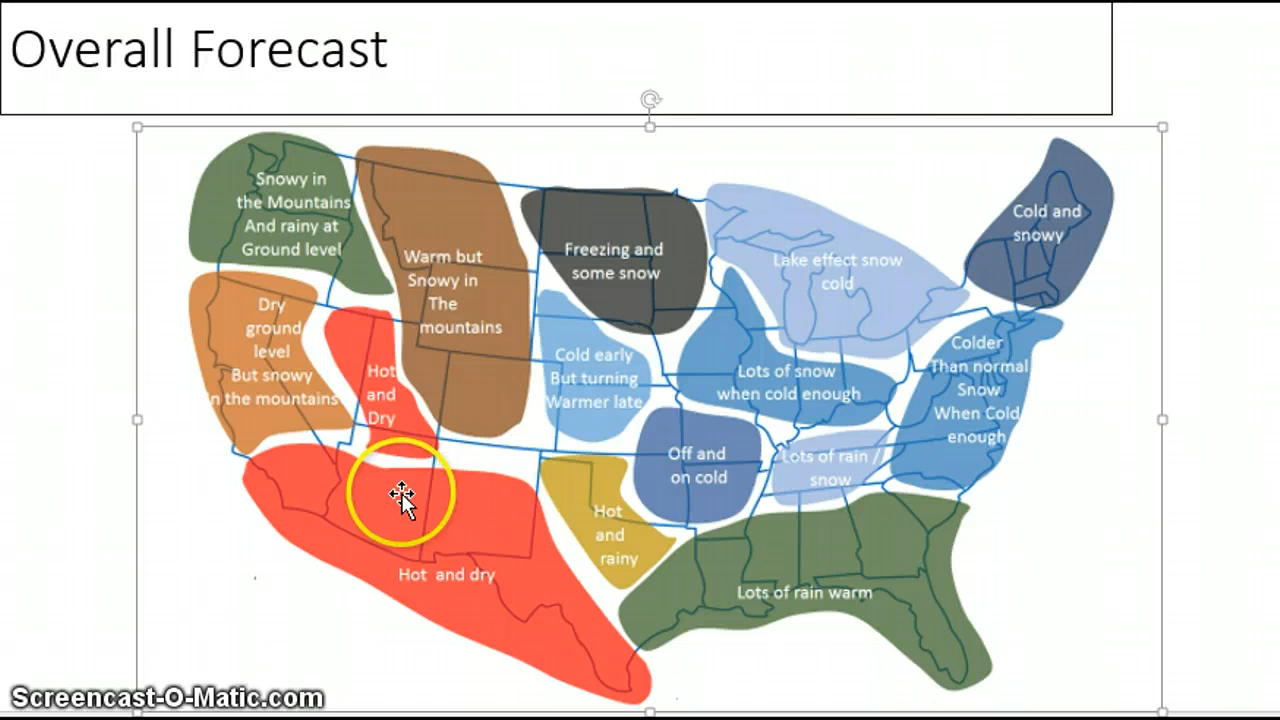 Overall Forecast
Snowy in
the Mountains
And rainy at
Ground level
Warm but
Snowy in
The
mountains
Freezing and
some snow
Lake effect snow
cold
Cold and
snowy
Dry
ground
level
But snowy
n the mountains
Hot
and
Dry
Cold early
But turning
Warmer late
Lots of snow
when cold enough
Colder
Than normal
Snow
When Cold
enough
Off and
on cold
Lots of rain /
snow
Hot
and
rainy
Hot and dry
Lots of rain warm
Screencast-O-Matic.com